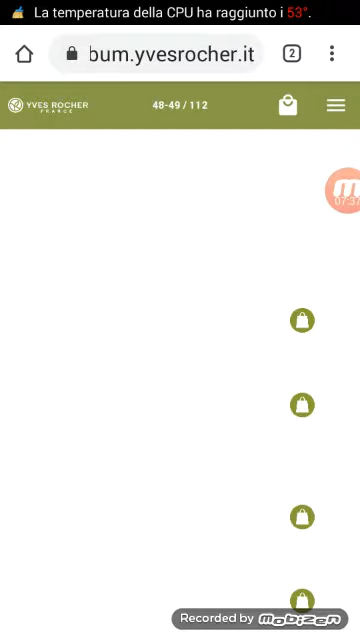 La temperatura della CPU ha raggiunto i 53°.
bum.yvesrocher.it
2
YVES ROCHER
FRANCE
48-49 / 112
07:37
Recorded by mobizen